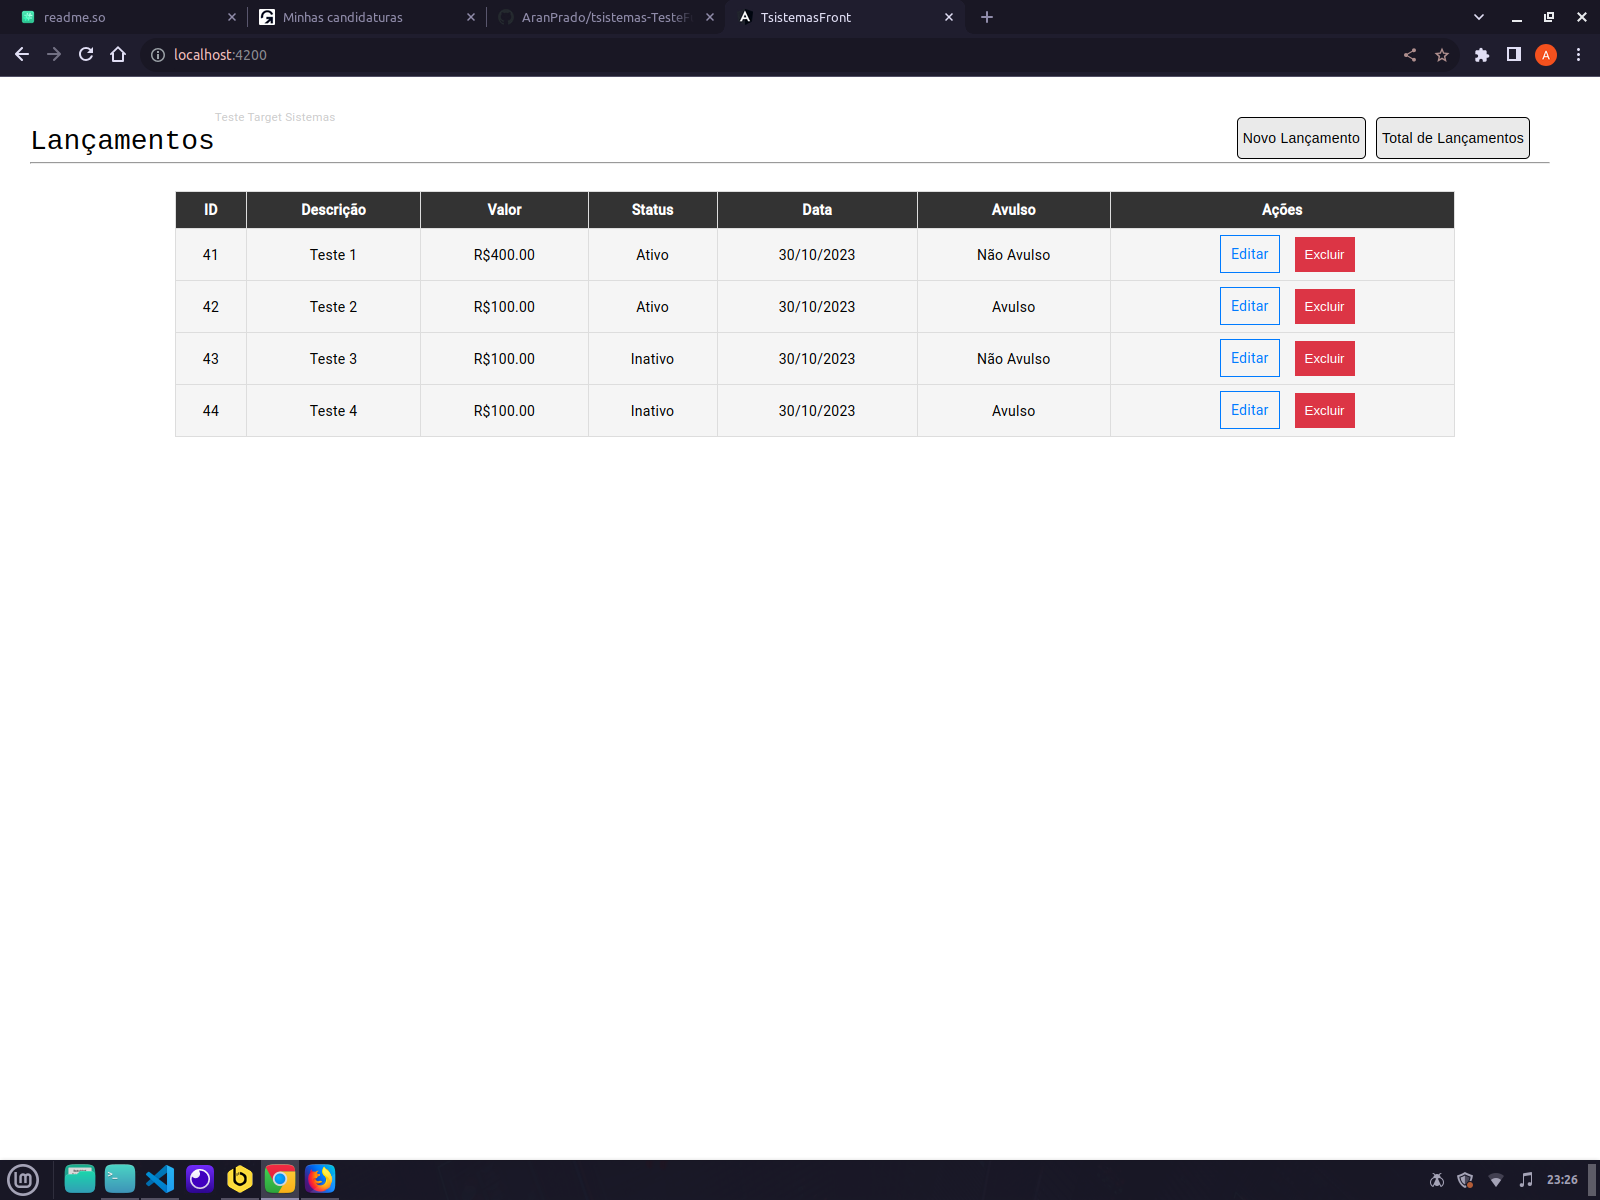 readme.so
Minhas candidaturas
AranPrado/tsistemas-TesteF
TsistemasFront
localhost:4200
A
Teste Target Sistemas
Lançamentos
Novo Lançamento
Total de Lançamentos
ID Descrição Valor Status Data Avulso Ações
41 Teste 1 R$400.00 Ativo 30/10/2023 Não Avulso Editar Excluir
42 Teste 2 R$100.00 Ativo 30/10/2023 Avulso Editar Excluir
43 Teste 3 R$100.00 Inativo 30/10/2023 Não Avulso Editar Excluir
44 Teste 4 R$100.00 Inativo 30/10/2023 Avulso Editar Excluir
23:26